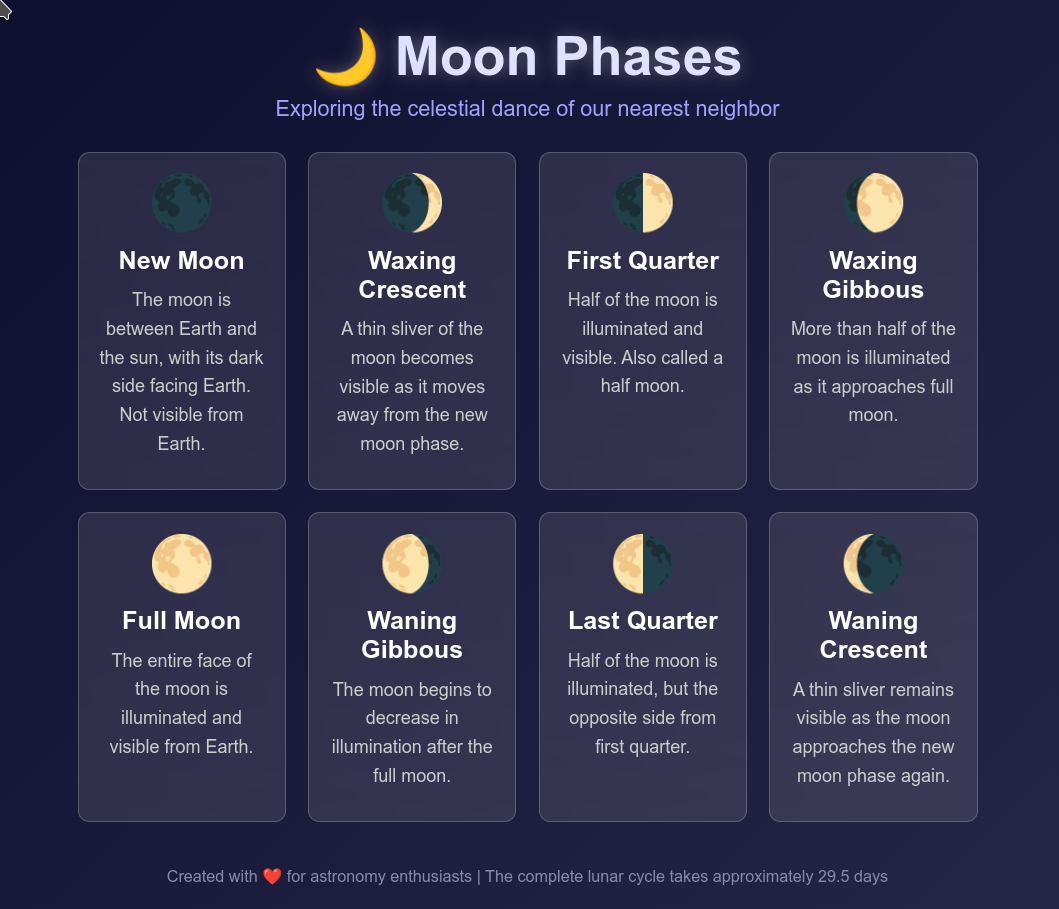 🌙 Moon Phases
Exploring the celestial dance of our nearest neighbor
New Moon
The moon is
between Earth and
the sun, with its dark
side facing Earth.
Not visible from
Earth.
Waxing
Crescent
A thin sliver of the
moon becomes
visible as it moves
away from the new
moon phase.
First Quarter
Half of the moon is
illuminated and
visible. Also called a
half moon.
Waxing
Gibbous
More than half of the
moon is illuminated
as it approaches full
moon.
Full Moon
The entire face of
the moon is
illuminated and
visible from Earth.
Waning
Gibbous
The moon begins to
decrease in
illumination after the
full moon.
Last Quarter
Half of the moon is
illuminated, but the
opposite side from
first quarter.
Waning
Crescent
A thin sliver remains
visible as the moon
approaches the new
moon phase again.
Created with ❤️ for astronomy enthusiasts | The complete lunar cycle takes approximately 29.5 days